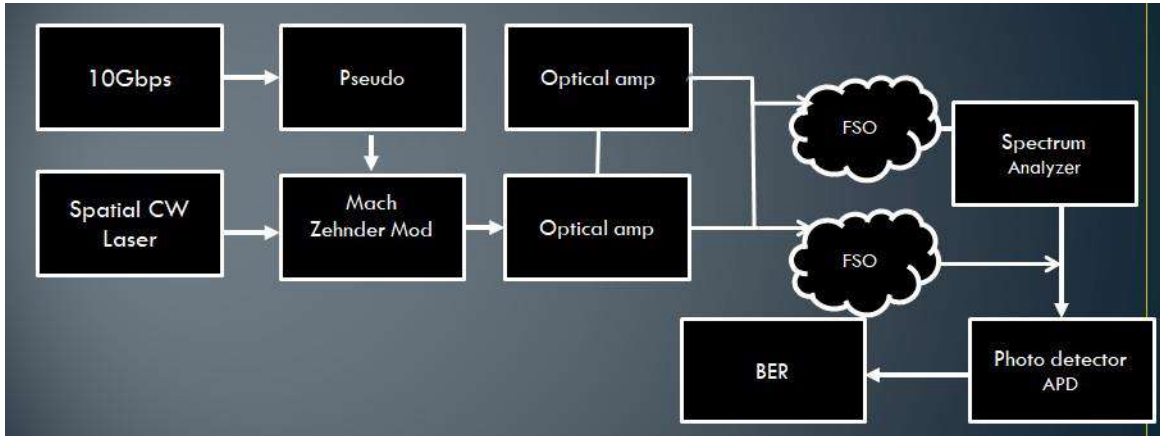 10Gbps
Pseudo
Optical amp
FSO
Spectrum
Analyzer
Spatial CW
Laser
Mach
Zehnder Mod
Optical amp
FSO
BER
Photo detector
APD